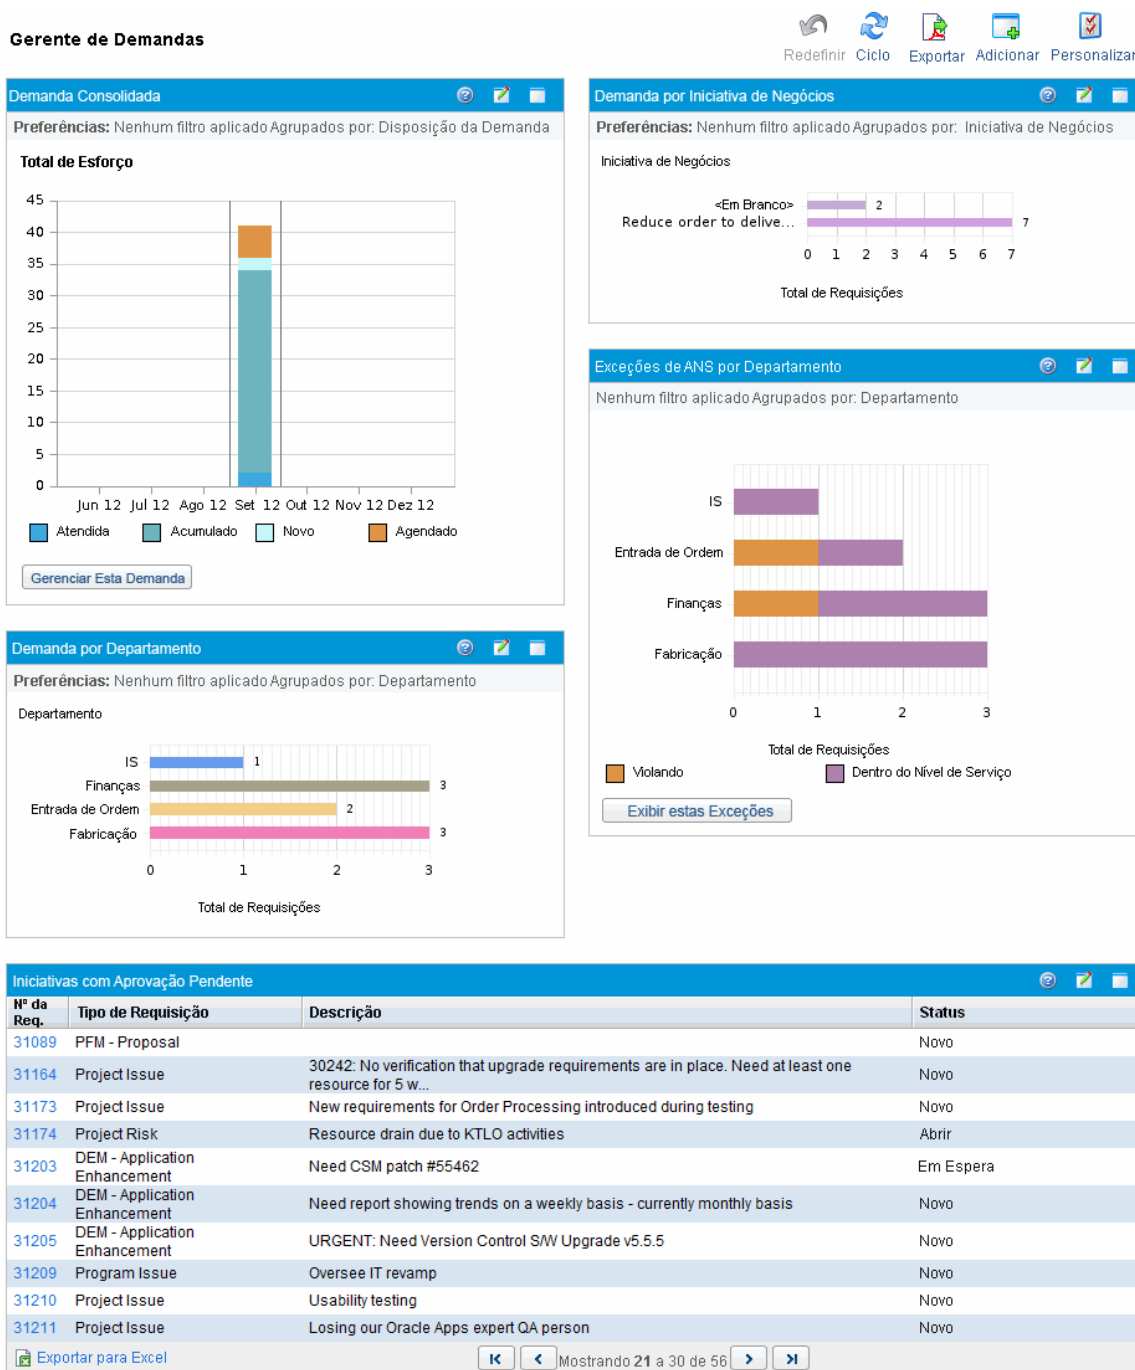 Gerente de Demandas
Redefinir Ciclo Exportar Adicionar Personalizar
Demanda Consolidada
Preferências: Nenhum filtro aplicado Agrupados por: Disposição da Demanda
Total de Esforço
45
40
35
30
25
20
15
10
5
0
Jun 12 Jul 12 Ago 12 Set 12 Out 12 Nov 12 Dez 12
Atendida Acumulado Novo Agendado
Gerenciar Esta Demanda
Demanda por Departamento
Preferências: Nenhum filtro aplicado Agrupados por: Departamento
Departamento
IS 1
Finanças 3
Entrada de Ordem 2
Fabricação 3
0 1 2 3
Total de Requisições
Demanda por Iniciativa de Negócios
Preferências: Nenhum filtro aplicado Agrupados por: Iniciativa de Negócios
Iniciativa de Negócios
<Em Branco> 2
Reduce order to delive... 7
0 1 2 3 4 5 6 7
Total de Requisições
Exceções de ANS por Departamento
Nenhum filtro aplicado Agrupados por: Departamento
IS
Entrada de Ordem
Finanças
Fabricação
0 1 2 3
Total de Requisições
Violando Dentro do Nível de Serviço
Exibir estas Exceções
Iniciativas com Aprovação Pendente
Nº da
Req. Tipo de Requisição Descrição Status
31089 PFM - Proposal Novo
31164 Project Issue 30242: No verification that upgrade requirements are in place. Need at least one
resource for 5 w... Novo
31173 Project Issue New requirements for Order Processing introduced during testing Novo
31174 Project Risk Resource drain due to KTLO activities Abrir
31203 DEM - Application
Enhancement Need CSM patch #55462 Em Espera
31204 DEM - Application
Enhancement Need report showing trends on a weekly basis - currently monthly basis Novo
31205 DEM - Application
Enhancement URGENT: Need Version Control S/W Upgrade v5.5.5 Novo
31209 Program Issue Oversee IT revamp Novo
31210 Project Issue Usability testing Novo
31211 Project Issue Losing our Oracle Apps expert QA person Novo
Exportar para Excel Mostrando 21 a 30 de 56